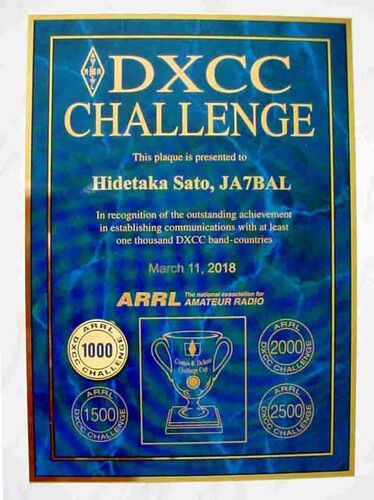 DXCC
CHALLENGE
This plaque is presented to
Hidetaka Sato, JA7BAL
In recognition of the outstanding achievement
in establishing communications with at least
one thousand DXCC band-countries
March 11, 2018
ARRL The national association for
AMATEUR RADIO
ARRL
1000
DXCC CHALLENGE
ARRL
2000
DXCC CHALLENGE
Challenge Cup
ARRL
1500
DXCC CHALLENGE
ARRL
2500
DXCC CHALLENGE